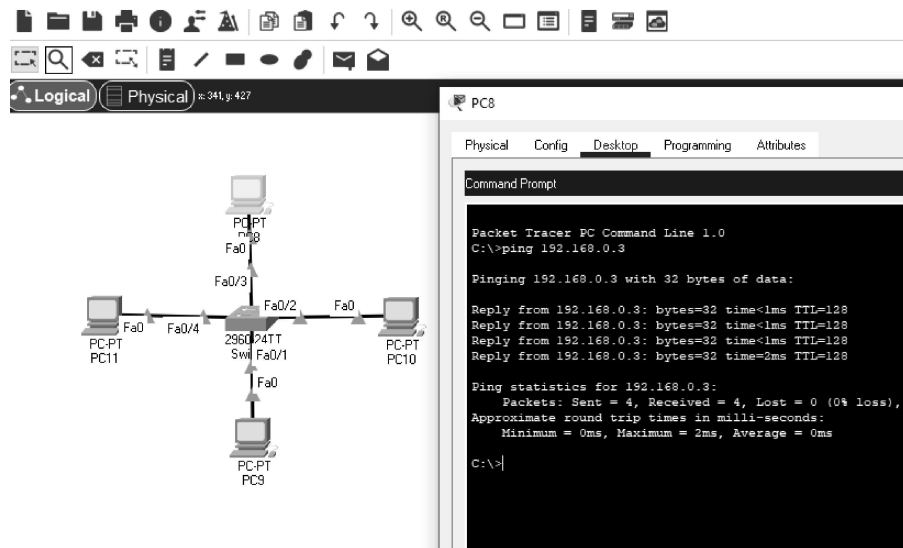 Logical
Physical
x: 341, y: 427
PC8
Physical Config Desktop Programming Attributes
Command Prompt
Packet Tracer PC Command Line 1.0
C:\>ping 192.168.0.3
Pinging 192.168.0.3 with 32 bytes of data:
Reply from 192.168.0.3: bytes=32 time<1ms TTL=128
Reply from 192.168.0.3: bytes=32 time<1ms TTL=128
Reply from 192.168.0.3: bytes=32 time<1ms TTL=128
Reply from 192.168.0.3: bytes=32 time=2ms TTL=128
Ping statistics for 192.168.0.3:
Packets: Sent = 4, Received = 4, Lost = 0 (0% loss),
Approximate round trip times in milli-seconds:
Minimum = 0ms, Maximum = 2ms, Average = 0ms
C:\>
PC-PT
Fa0
Fa0/3
Fa0/2
Fa0
Fa0
Fa0/4
PC-PT
PC11
Fa0/1
PC-PT
PC10
Fa0
PC-PT
PC9